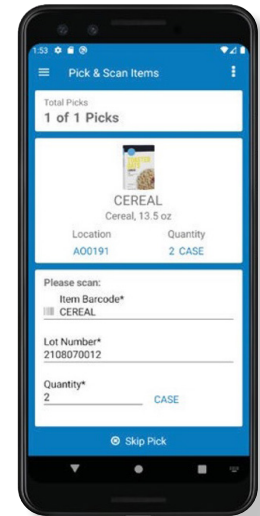 1:53
Pick & Scan Items
Total Picks
1 of 1 Picks
CEREAL
Cereal, 13.5 oz
Location Quantity
A00191 2 CASE
Please scan:
Item Barcode*
CEREAL
Lot Number*
2108070012
Quantity*
2 CASE
Skip Pick